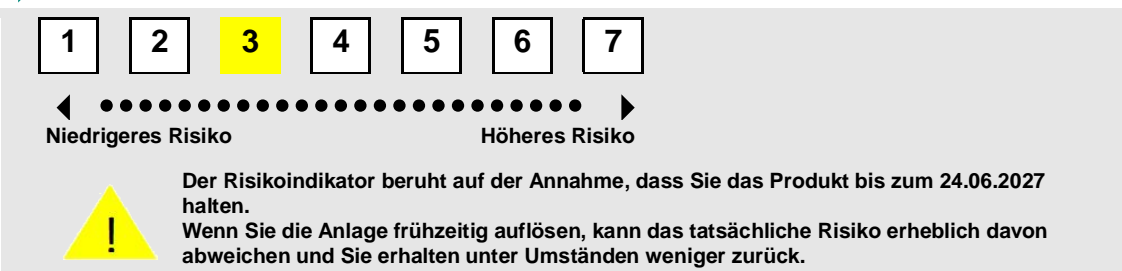 1 2 3 4 5 6 7
Niedrigeres Risiko Höheres Risiko
Der Risikoindikator beruht auf der Annahme, dass Sie das Produkt bis zum 24.06.2027
halten.
Wenn Sie die Anlage frühzeitig auflösen, kann das tatsächliche Risiko erheblich davon
abweichen und Sie erhalten unter Umständen weniger zurück.
!